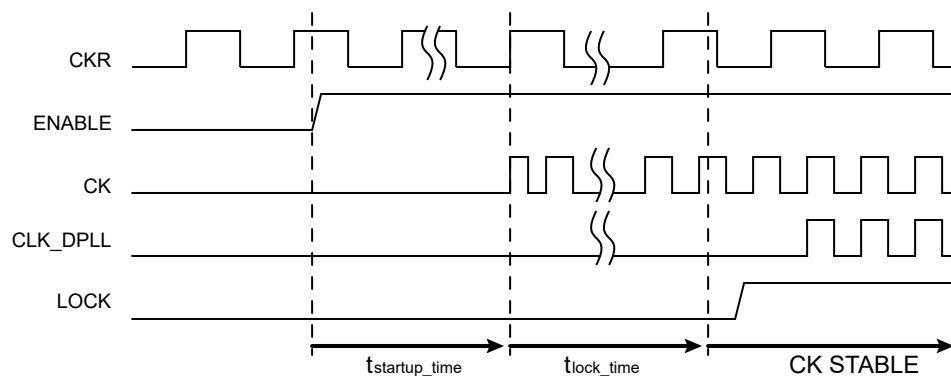 CKR
ENABLE
CK
CLK_DPLL
LOCK
tstartup_time
tlock_time
CK STABLE